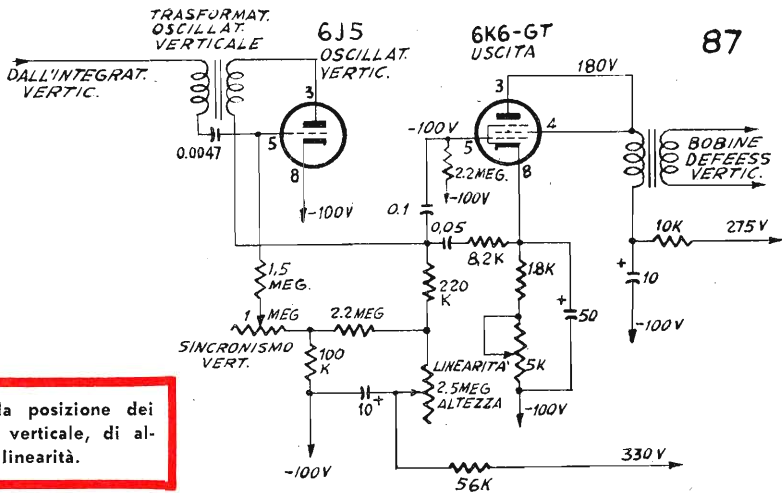 TRASFORMAT.
OSCILLAT.
VERTICALE
6J5
OSCILLAT.
VERTIC.
6K6-GT
USCITA
87
DALL'INTEGRAT.
VERTIC.
3
5
8
0.0047
-100V
3
180V
-100V
5
4
8
2.2MEG.
-100V
BOBINE
DEFEESS
VERTIC.
0.1
0,05
8,2K
10K
275V
+
10
-100V
1,5
MEG.
220
K
1.8K
+
50
1 MEG
2.2MEG
SINCRONISMO
VERT.
100
K
LINEARITA'
5K
2.5MEG
ALTEZZA
10+
-100V
-100V
56K
330V
la posizione dei
verticale, di al-
linearità.